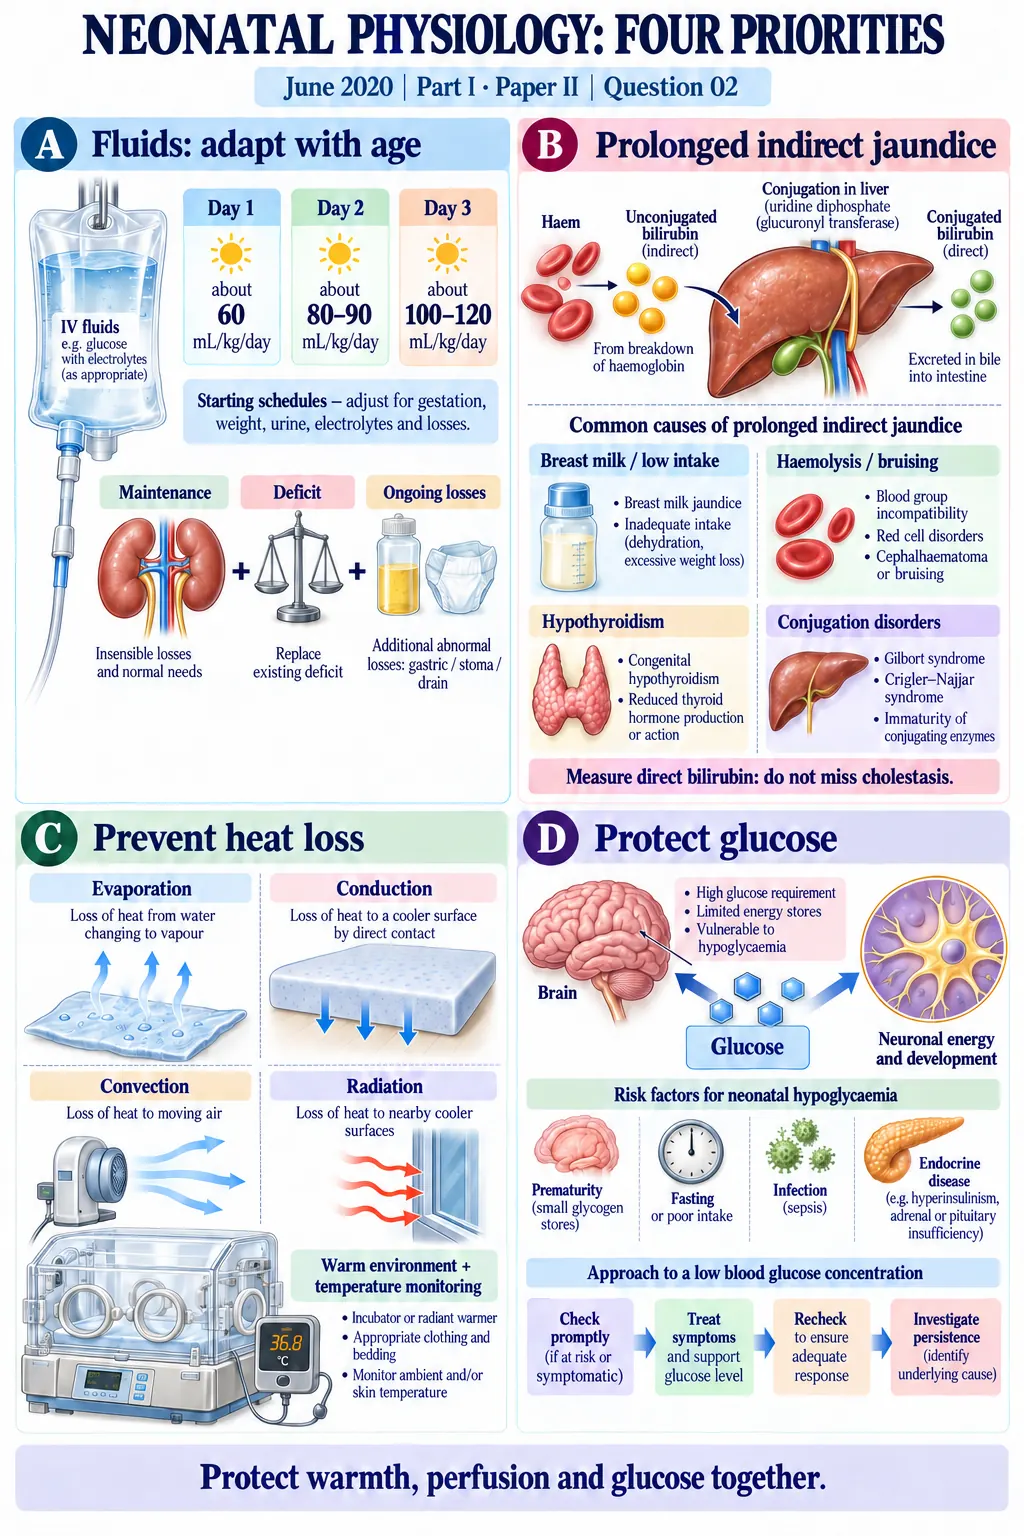 NEONATAL PHYSIOLOGY: FOUR PRIORITIES
June 2020 | Part I · Paper II | Question 02
A Fluids: adapt with age
IV fluids
e.g. glucose
with electrolytes
(as appropriate)
Day 1
about
60
mL/kg/day
Day 2
about
80–90
mL/kg/day
Day 3
about
100–120
mL/kg/day
Starting schedules – adjust for gestation,
weight, urine, electrolytes and losses.
Maintenance
Insensible losses
and normal needs
+
Deficit
Replace
existing deficit
+
Ongoing losses
Additional abnormal
losses: gastric / stoma /
drain
B Prolonged indirect jaundice
Haem
Unconjugated
bilirubin
(indirect)
From breakdown
of haemoglobin
Conjugation in liver
(uridine diphosphate
(glucuronyl transferase)
Conjugated
bilirubin
(direct)
Excreted in bile
into intestine
Common causes of prolonged indirect jaundice
Breast milk / low intake
• Breast milk jaundice
• Inadequate intake
(dehydration,
excessive weight loss)
Haemolysis / bruising
• Blood group
incompatibility
• Red cell disorders
• Cephalhaematoma
or bruising
Hypothyroidism
• Congenital
hypothyroidism
• Reduced thyroid
hormone production
or action
Conjugation disorders
• Gilbort syndrome
• Crigler–Najjar
syndrome
• Immaturity of
conjugating enzymes
Measure direct bilirubin: do not miss cholestasis.
C Prevent heat loss
Evaporation
Loss of heat from water
changing to vapour
Conduction
Loss of heat to a cooler surface
by direct contact
Convection
Loss of heat to moving air
Radiation
Loss of heat to nearby cooler
surfaces
36.8
°C
Warm environment +
temperature monitoring
• Incubator or radiant warmer
• Appropriate clothing and
bedding
• Monitor ambient and/or
skin temperature
D Protect glucose
Brain
• High glucose requirement
• Limited energy stores
• Vulnerable to
hypoglycaemia
Glucose
Neuronal energy
and development
Risk factors for neonatal hypoglycaemia
Prematurity
(small glycogen
stores)
Fasting
or poor intake
Infection
(sepsis)
Endocrine
disease
(e.g. hyperinsulinism,
adrenal or pituitary
insufficiency)
Approach to a low blood glucose concentration
Check
promptly
(if at risk or
symptomatic)
Treat
symptoms
and support
glucose level
Recheck
to ensure
adequate
response
Investigate
persistence
(identify
underlying cause)
Protect warmth, perfusion and glucose together.